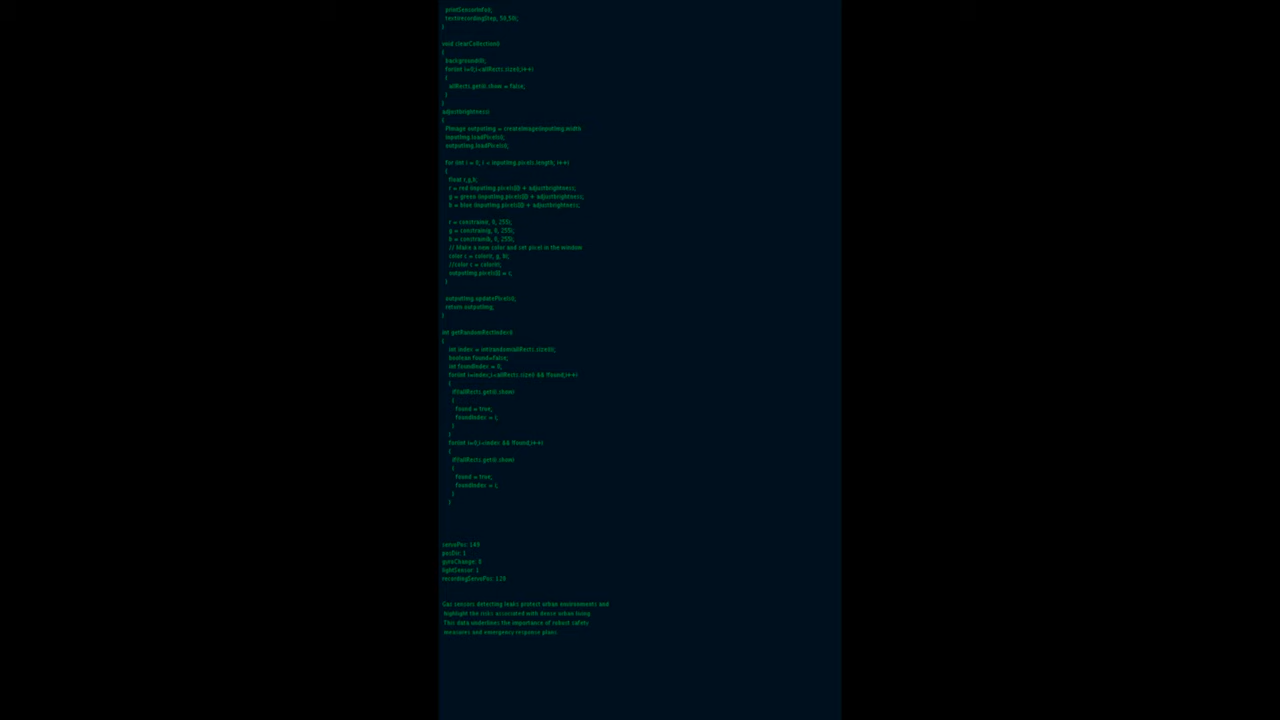 printSensorInfo();
text(recordingStep, 50,50);
}
void clearCollection()
{
background(0);
for(int i=0;i<allRects.size();i++)
{
allRects.get(i).show = false;
}
}
adjustbrightness(
{
PImage outputImg = createImage(inputImg.width
inputImg.loadPixels();
outputImg.loadPixels();
for (int i = 0; i < inputImg.pixels.length; i++)
{
float r,g,b;
r = red (inputImg.pixels[i]) + adjustbrightness;
g = green (inputImg.pixels[i]) + adjustbrightness;
b = blue (inputImg.pixels[i]) + adjustbrightness;
r = constrain(r, 0, 255);
g = constrain(g, 0, 255);
b = constrain(b, 0, 255);
// Make a new color and set pixel in the window
color c = color(r, g, b);
//color c = color(r);
outputImg.pixels[i] = c;
}
outputImg.updatePixels();
return outputImg;
}
int getRandomRectIndex()
{
int index = int(random(allRects.size()));
boolean found=false;
int foundIndex = 0;
for(int i=index;i<allRects.size() && !found;i++)
{
if(!allRects.get(i).show)
{
found = true;
foundIndex = i;
}
}
for(int i=0;i<index && !found;i++)
{
if(!allRects.get(i).show)
{
found = true;
foundIndex = i;
}
}
servoPos: 149
posDir: 1
gyroChange: 0
lightSensor: 1
recordingServoPos: 129
Gas sensors detecting leaks protect urban environments and
highlight the risks associated with dense urban living.
This data underlines the importance of robust safety
measures and emergency response plans